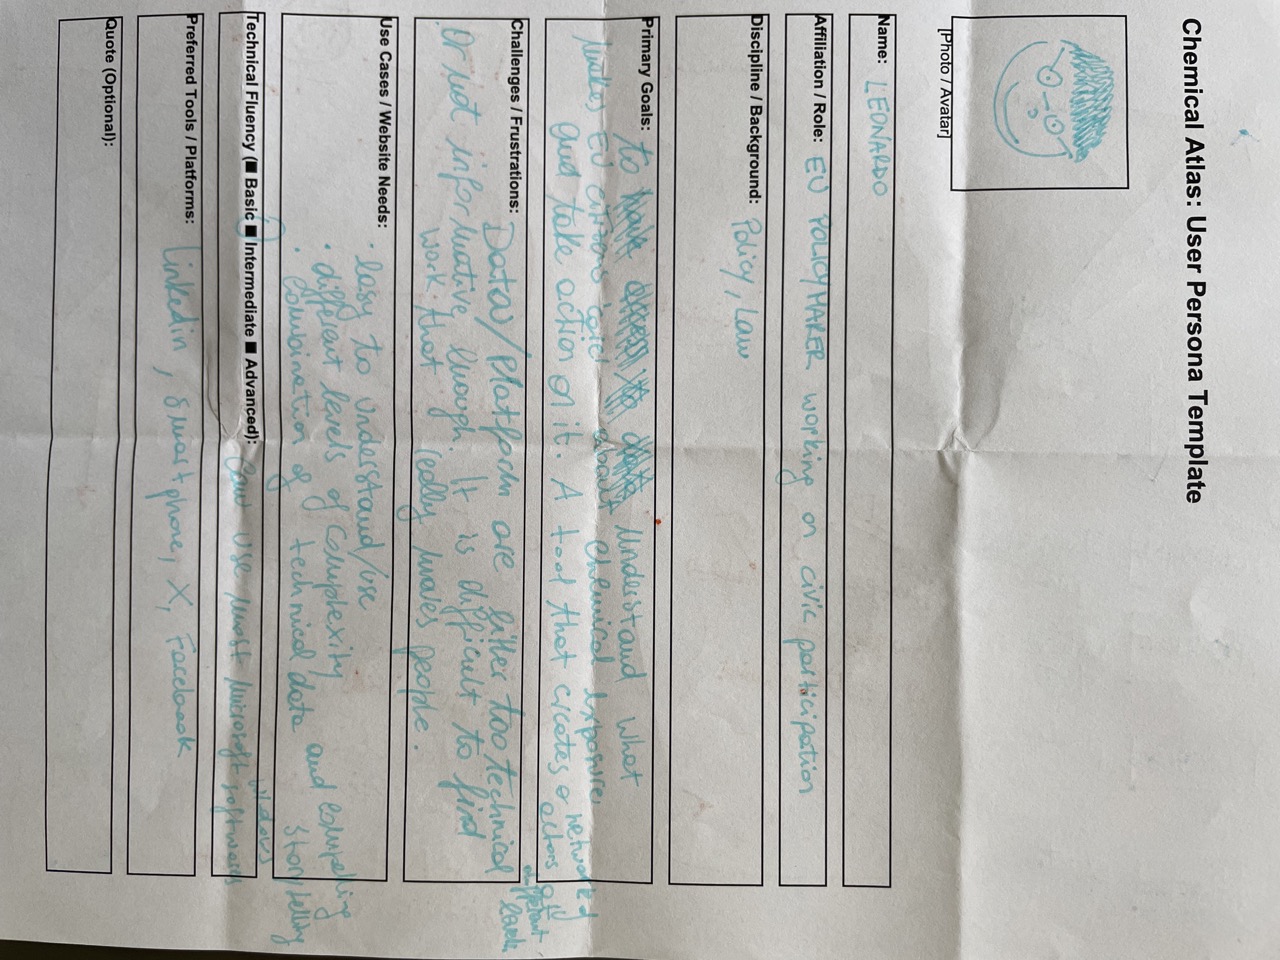 Chemical Atlas: User Persona Template
[Photo / Avatar]
Name: LEONARDO
Affiliation / Role: EU POLICYMAKER working on civic participation
Discipline / Background: Policy, Law
Primary Goals: to understand what
makes EU citizens 'care' about chemical exposure
and take action on it. A tool that creates a network of
actors at
different
levels
Challenges / Frustrations: Data/Platform are either too technical
or not informative enough. It is difficult to find
work that really moves people.
Use Cases / Website Needs:
• easy to understand/use
• different levels of complexity
• combination of technical data and compelling
storytelling
Technical Fluency (■ Basic ■ Intermediate ■ Advanced): Can use most Microsoft windows softwares
Preferred Tools / Platforms: Linkedin, smartphone, X, Facebook
Quote (Optional):